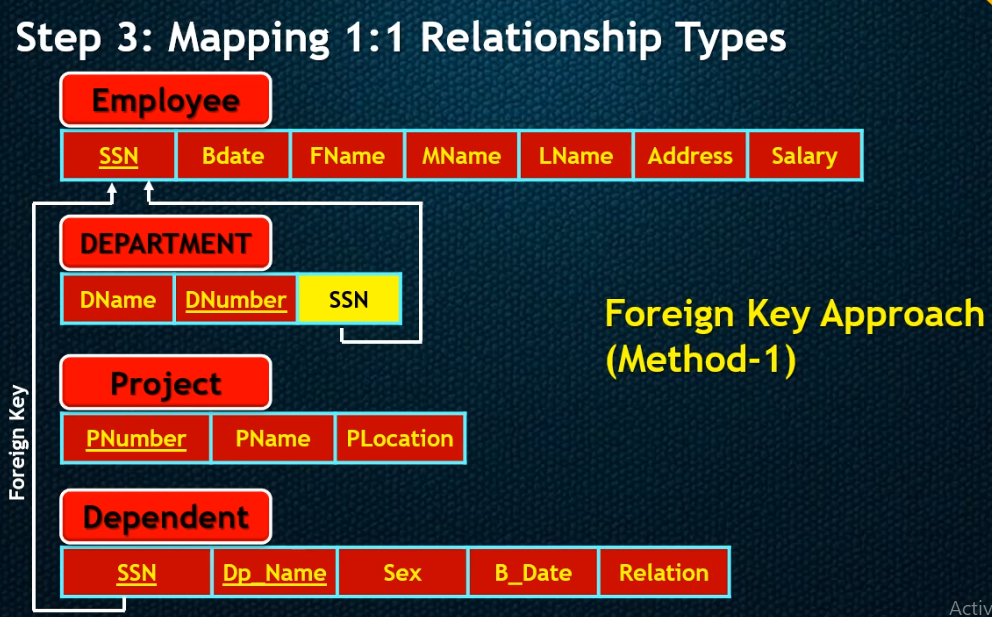 Step 3: Mapping 1:1 Relationship Types
Employee
SSN Bdate FName MName LName Address Salary
DEPARTMENT
DName DNumber SSN
Foreign Key Approach
(Method-1)
Project
PNumber PName PLocation
Foreign Key
Dependent
SSN Dp_Name Sex B_Date Relation
Activ